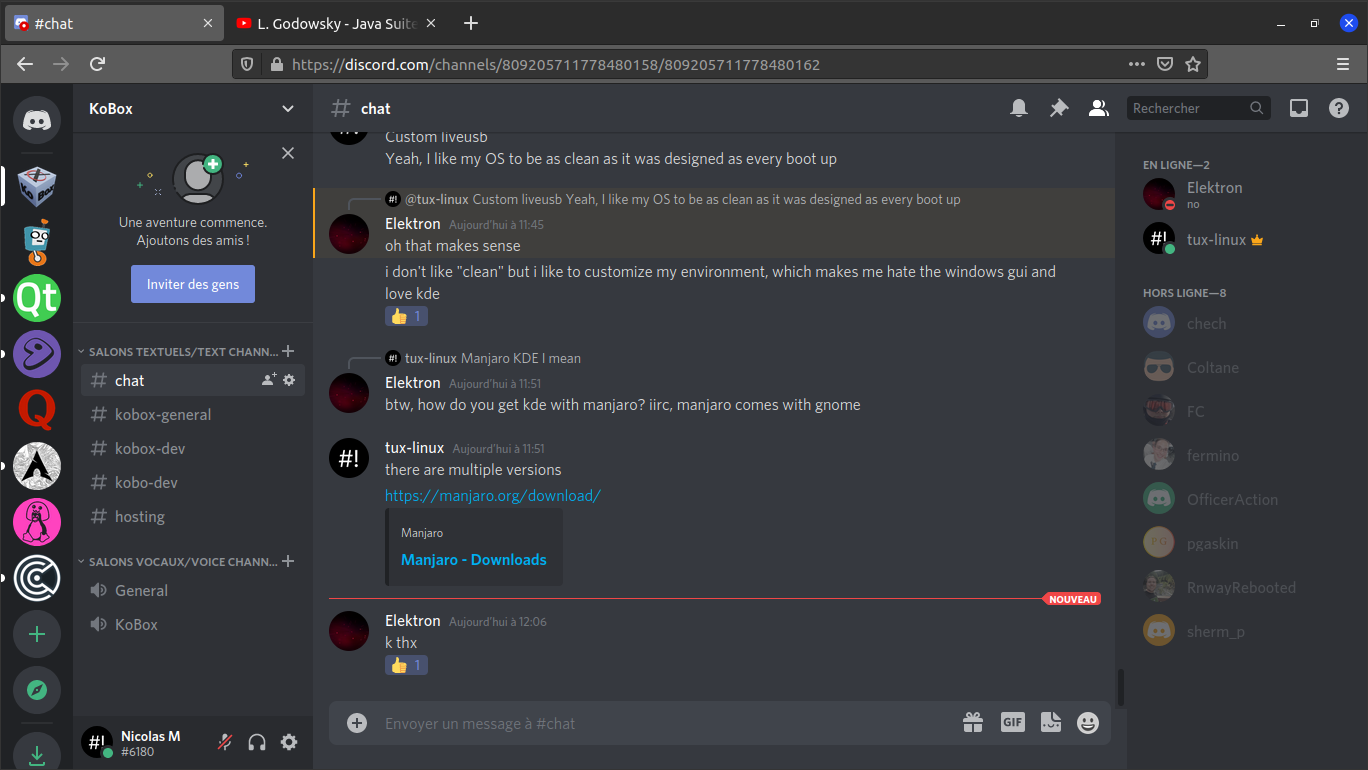 #chat
L. Godowsky - Java Suite
https://discord.com/channels/809205711778480158/809205711778480162
KoBox
chat
Rechercher
Une aventure commence.
Ajoutons des amis !
Inviter des gens
SALONS TEXTUELS/TEXT CHANN...
chat
kobox-general
kobox-dev
kobo-dev
hosting
SALONS VOCAUX/VOICE CHANN...
General
KoBox
Nicolas M
#6180
Qt
#!
Custom liveusb
Yeah, I like my OS to be as clean as it was designed as every boot up
#! @tux-linux Custom liveusb Yeah, I like my OS to be as clean as it was designed as every boot up
Elektron Aujourd'hui à 11:45
oh that makes sense
i don't like "clean" but i like to customize my environment, which makes me hate the windows gui and
love kde
1
#! tux-linux Manjaro KDE I mean
Elektron Aujourd'hui à 11:51
btw, how do you get kde with manjaro? iirc, manjaro comes with gnome
#!
tux-linux Aujourd'hui à 11:51
there are multiple versions
https://manjaro.org/download/
Manjaro
Manjaro - Downloads
NOUVEAU
Elektron Aujourd'hui à 12:06
k thx
1
Envoyer un message à #chat
GIF
EN LIGNE—2
Elektron
no
#! tux-linux
HORS LIGNE—8
chech
Coltane
FC
fermino
OfficerAction
PG pgaskin
RnwayRebooted
sherm_p